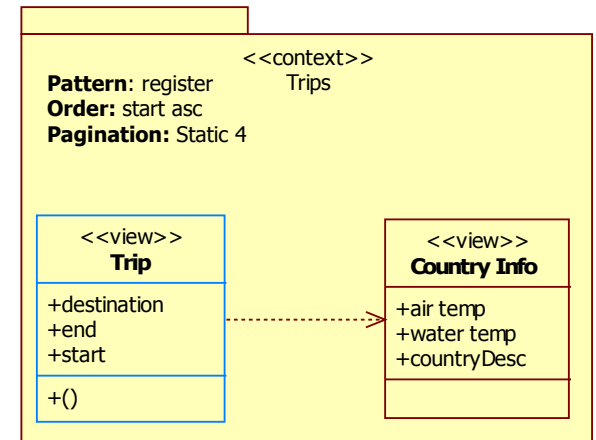 <<context>>
Trips
Pattern: register
Order: start asc
Pagination: Static 4
<<view>>
Trip
+destination
+end
+start
+()
<<view>>
Country Info
+air temp
+water temp
+countryDesc